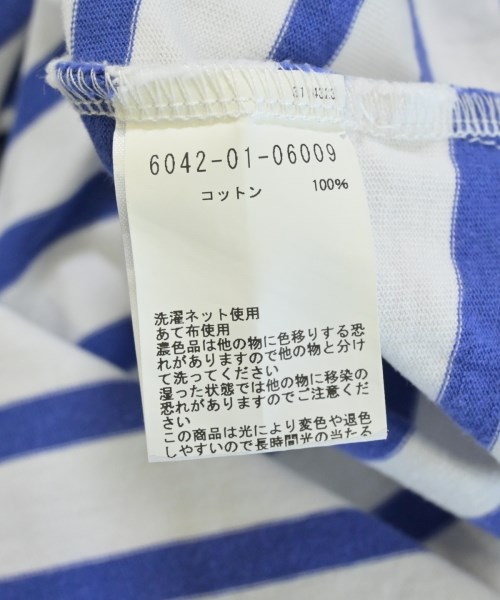 6042-01-06009
コットン 100%
洗濯ネット使用
あて布使用
濃色品は他の物に色移りする恐
れがありますので他の物と分け
て洗ってください
湿った状態では他の物に移染の
恐れがありますのでご注意くだ
さい
この商品は光により変色や退色
しやすいので長時間光の当たる